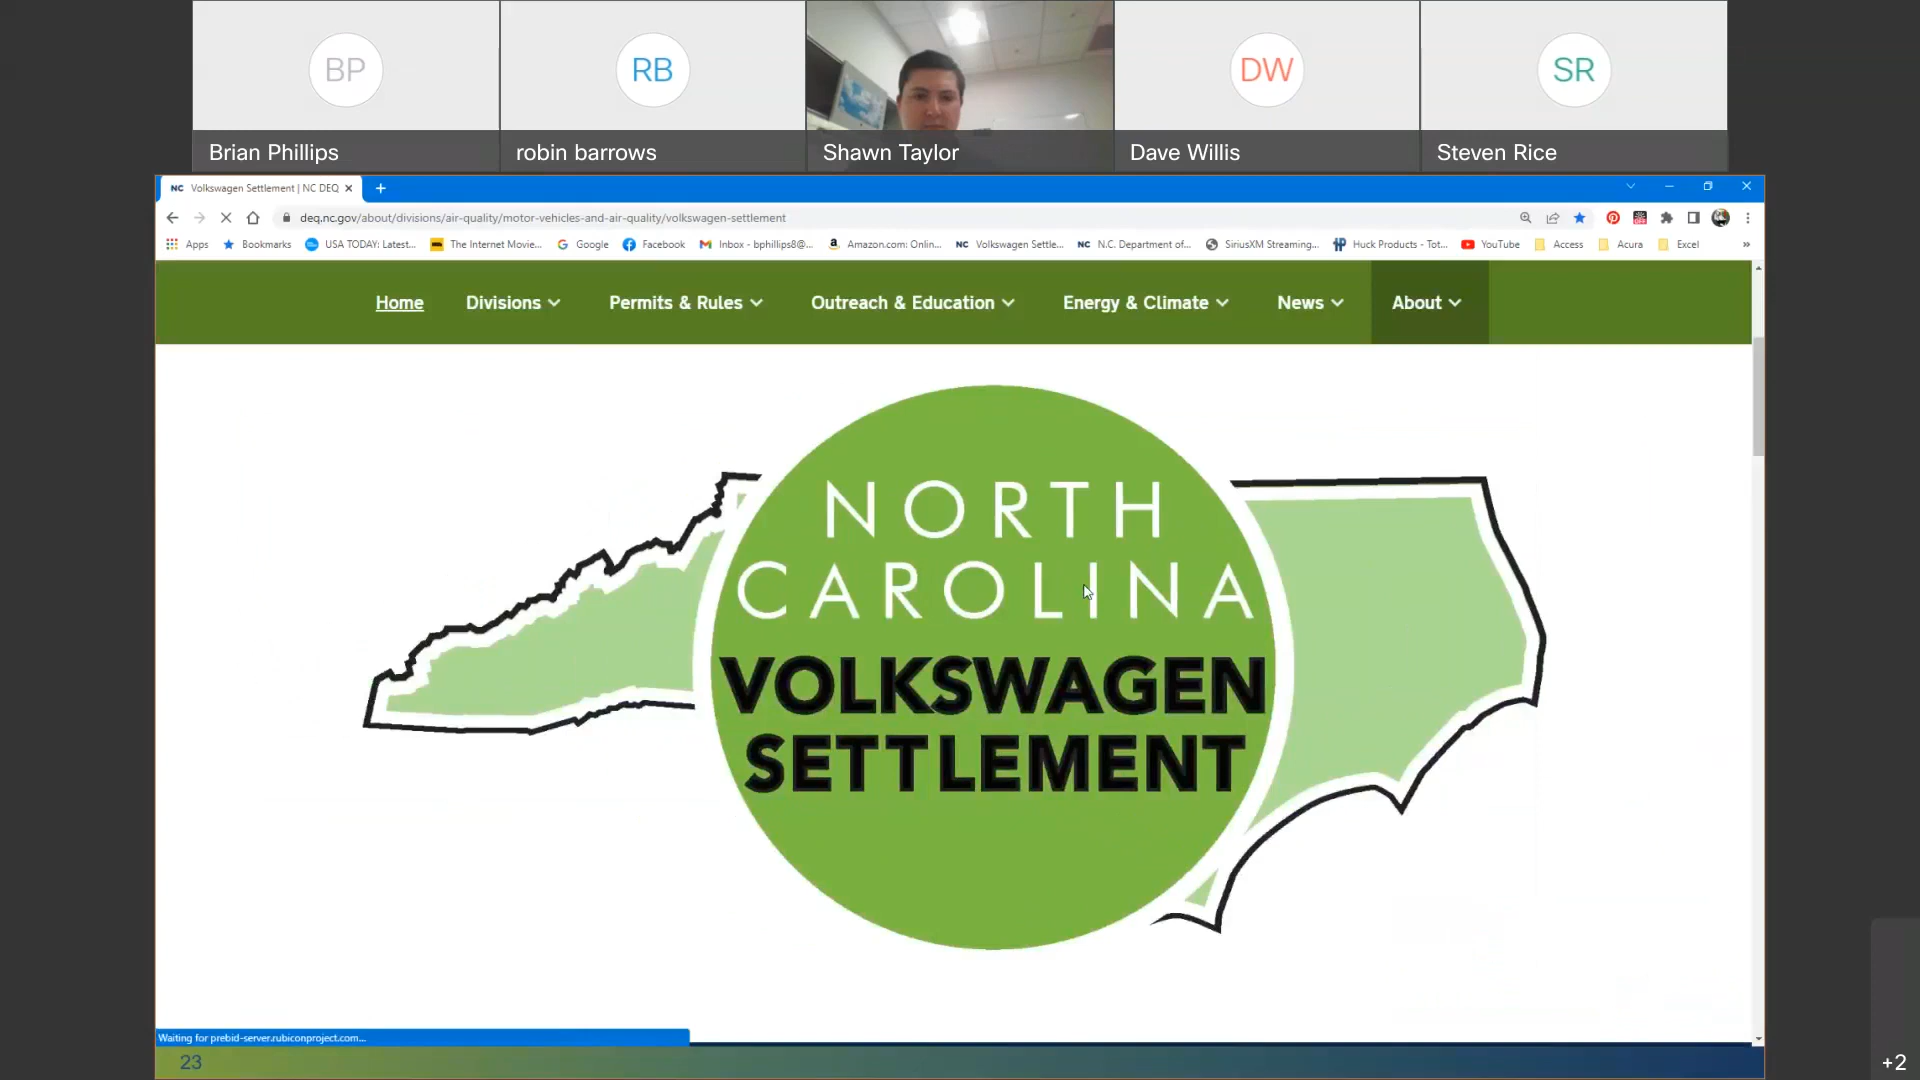 BP
RB
DW
SR
Brian Phillips
robin barrows
Shawn Taylor
Dave Willis
Steven Rice
NC Volkswagen Settlement | NC DEQ
deq.nc.gov/about/divisions/air-quality/motor-vehicles-and-air-quality/volkswagen-settlement
Apps Bookmarks USA TODAY: Latest... The Internet Movie... Google Facebook Inbox - bphillips8@... Amazon.com: Onlin... NC Volkswagen Settle... NC N.C. Department of... SiriusXM Streaming... Huck Products - Tot... YouTube Access Acura Excel »
Home Divisions Permits & Rules Outreach & Education Energy & Climate News About
NORTH
CAROLINA
VOLKSWAGEN
SETTLEMENT
Waiting for prebid-server.rubiconproject.com...
23
+2